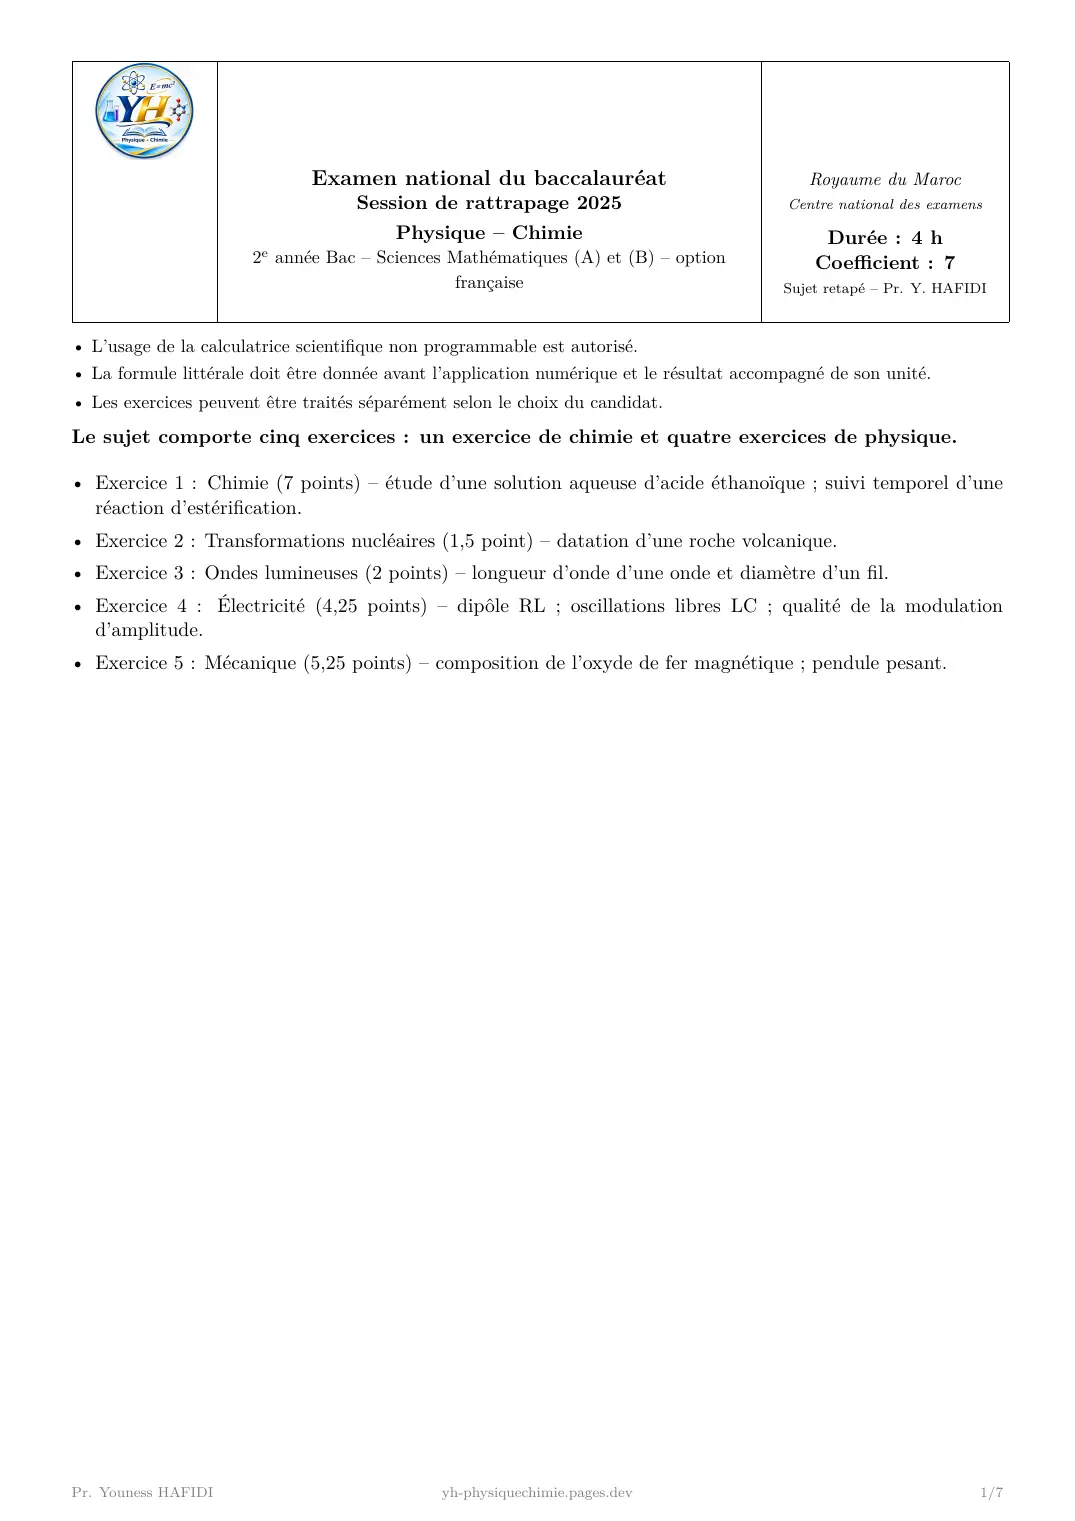 E=mc²
YH
Physique - Chimie
Examen national du baccalauréat
Session de rattrapage 2025
Physique – Chimie
2e année Bac – Sciences Mathématiques (A) et (B) – option
française
Royaume du Maroc
Centre national des examens
Durée : 4 h
Coefficient : 7
Sujet retapé – Pr. Y. HAFIDI
• L'usage de la calculatrice scientifique non programmable est autorisé.
• La formule littérale doit être donnée avant l'application numérique et le résultat accompagné de son unité.
• Les exercices peuvent être traités séparément selon le choix du candidat.
Le sujet comporte cinq exercices : un exercice de chimie et quatre exercices de physique.
• Exercice 1 : Chimie (7 points) – étude d'une solution aqueuse d'acide éthanoïque ; suivi temporel d'une
réaction d'estérification.
• Exercice 2 : Transformations nucléaires (1,5 point) – datation d'une roche volcanique.
• Exercice 3 : Ondes lumineuses (2 points) – longueur d'onde d'une onde et diamètre d'un fil.
• Exercice 4 : Électricité (4,25 points) – dipôle RL ; oscillations libres LC ; qualité de la modulation
d'amplitude.
• Exercice 5 : Mécanique (5,25 points) – composition de l'oxyde de fer magnétique ; pendule pesant.
Pr. Youness HAFIDI
yh-physiquechimie.pages.dev
1/7